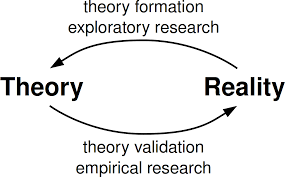 theory formation
exploratory research
Theory
Reality
theory validation
empirical research